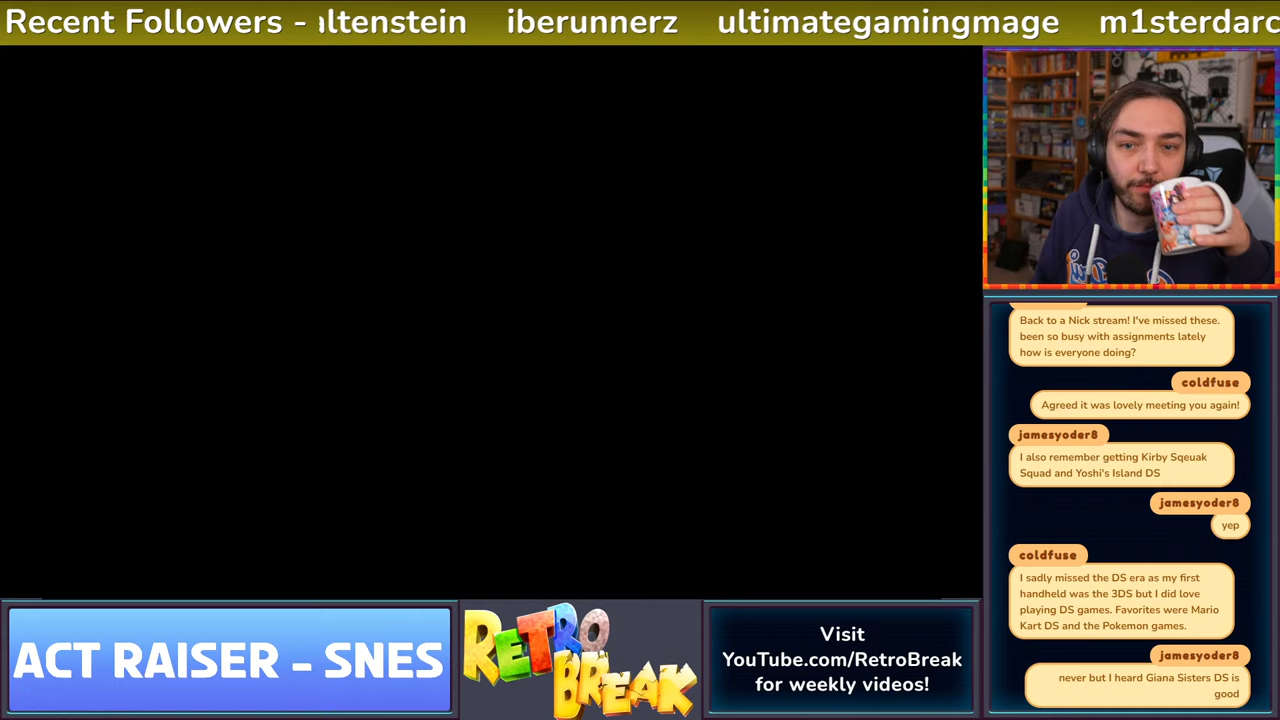 Recent Followers - altenstein iberunnerz ultimategamingmage m1sterdarc
Back to a Nick stream! I've missed these.
been so busy with assignments lately
how is everyone doing?
coldfuse
Agreed it was lovely meeting you again!
jamesyoder8
I also remember getting Kirby Sqeuak
Squad and Yoshi's Island DS
jamesyoder8
yep
coldfuse
I sadly missed the DS era as my first
handheld was the 3DS but I did love
playing DS games. Favorites were Mario
Kart DS and the Pokemon games.
jamesyoder8
never but I heard Giana Sisters DS is
good
ACT RAISER - SNES
RETRO
BREAK
Visit
YouTube.com/RetroBreak
for weekly videos!